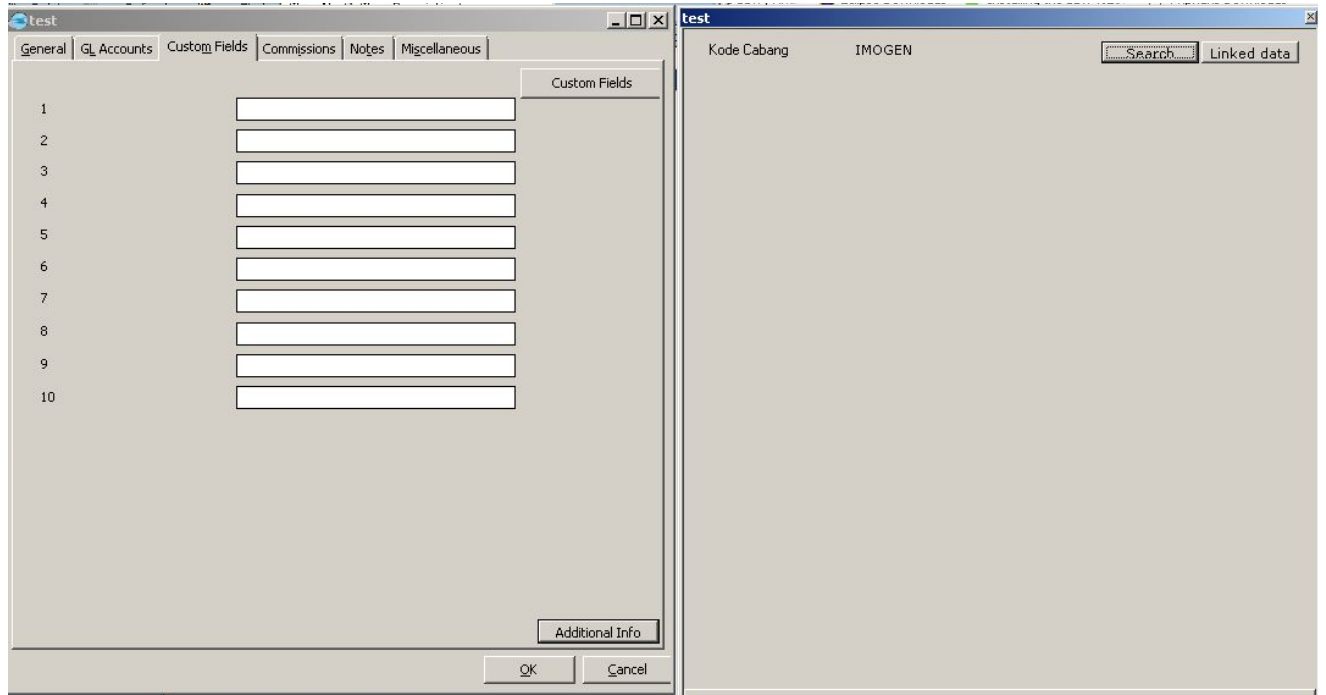 test
General GL Accounts Custom Fields Commissions Notes Miscellaneous
Custom Fields
1
2
3
4
5
6
7
8
9
10
Additional Info
OK Cancel
test
Kode Cabang IMOGEN Search Linked data